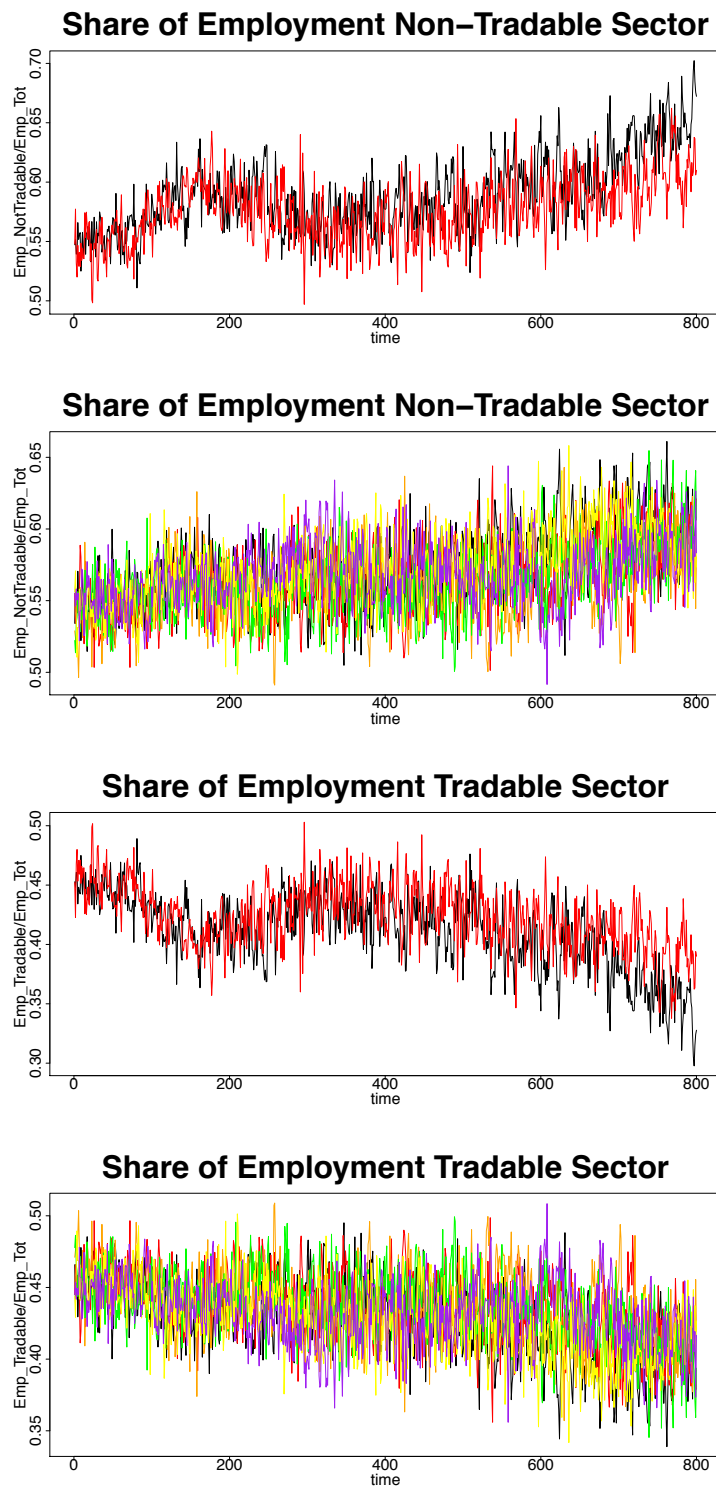 Share of Employment Non−Tradable Sector
Emp_NotTradable/Emp_Tot
0.70
0.65
0.60
0.55
0.50
0 200 400 600 800
time
Share of Employment Non−Tradable Sector
Emp_NotTradable/Emp_Tot
0.65
0.60
0.55
0.50
0 200 400 600 800
time
Share of Employment Tradable Sector
Emp_Tradable/Emp_Tot
0.50
0.45
0.40
0.35
0.30
0 200 400 600 800
time
Share of Employment Tradable Sector
Emp_Tradable/Emp_Tot
0.50
0.45
0.40
0.35
0 200 400 600 800
time